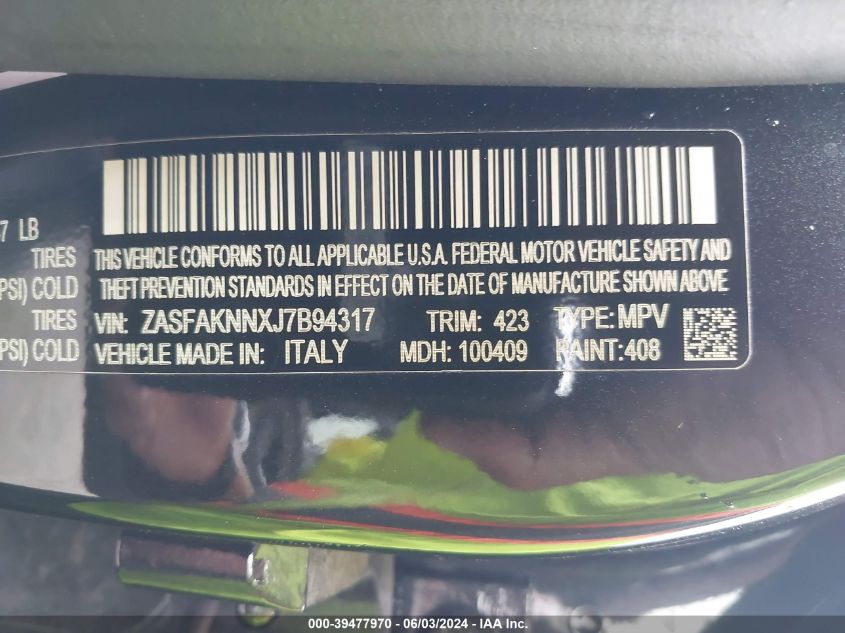 7 LB
TIRES
PSI) COLD
TIRES
PSI) COLD
THIS VEHICLE CONFORMS TO ALL APPLICABLE U.S.A. FEDERAL MOTOR VEHICLE SAFETY AND
THEFT PREVENTION STANDARDS IN EFFECT ON THE DATE OF MANUFACTURE SHOWN ABOVE
VIN: ZASFAKNNXJ7B94317 TRIM: 423 TYPE: MPV
VEHICLE MADE IN: ITALY MDH: 100409 PAINT: 408
000-39477970 - 06/03/2024 - IAA Inc.